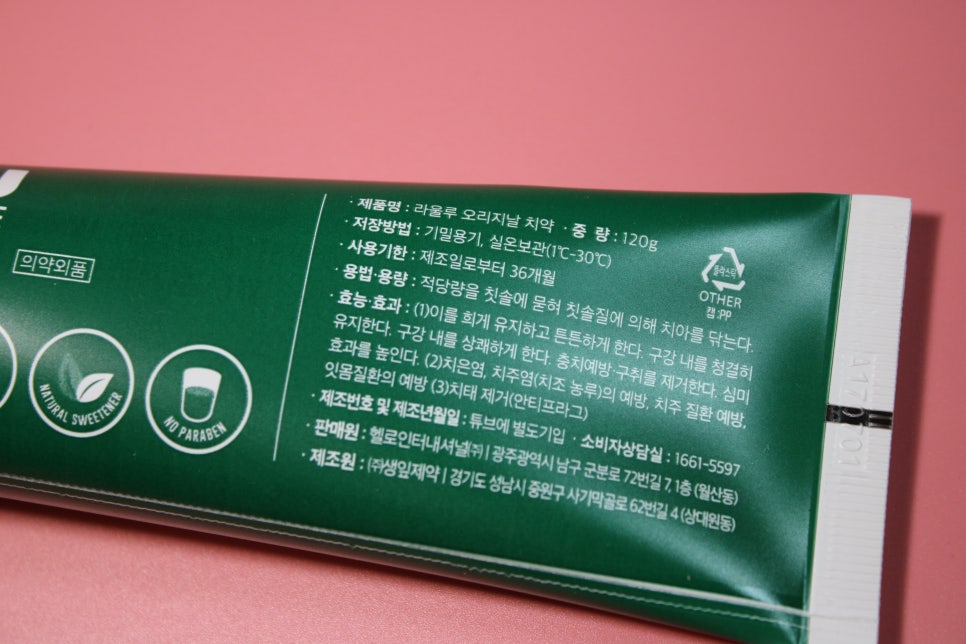 의약외품
NATURAL SWEETENER
NO PARABEN
· 제품명 : 라울루 오리지날 치약 · 중 량 : 120g
· 저장방법 : 기밀용기, 실온보관(1℃-30℃)
· 사용기한 : 제조일로부터 36개월
· 용법·용량 : 적당량을 칫솔에 묻혀 칫솔질에 의해 치아를 닦는다.
· 효능·효과 : (1)이를 희게 유지하고 튼튼하게 한다. 구강 내를 청결히
유지한다. 구강 내를 상쾌하게 한다. 충치예방·구취를 제거한다. 심미
효과를 높인다. (2)치은염, 치주염(치조 농루)의 예방, 치주 질환 예방,
잇몸질환의 예방 (3)치태 제거(안티프라그)
· 제조번호 및 제조년월일 : 튜브에 별도기입 · 소비자상담실 : 1661-5597
· 판매원 : 헬로인터내셔널㈜ | 광주광역시 남구 군분로 72번길 7, 1층 (월산동)
· 제조원 : ㈜생잎제약 | 경기도 성남시 중원구 사기막골로 62번길 4 (상대원동)
플라스틱
OTHER
캡:PP